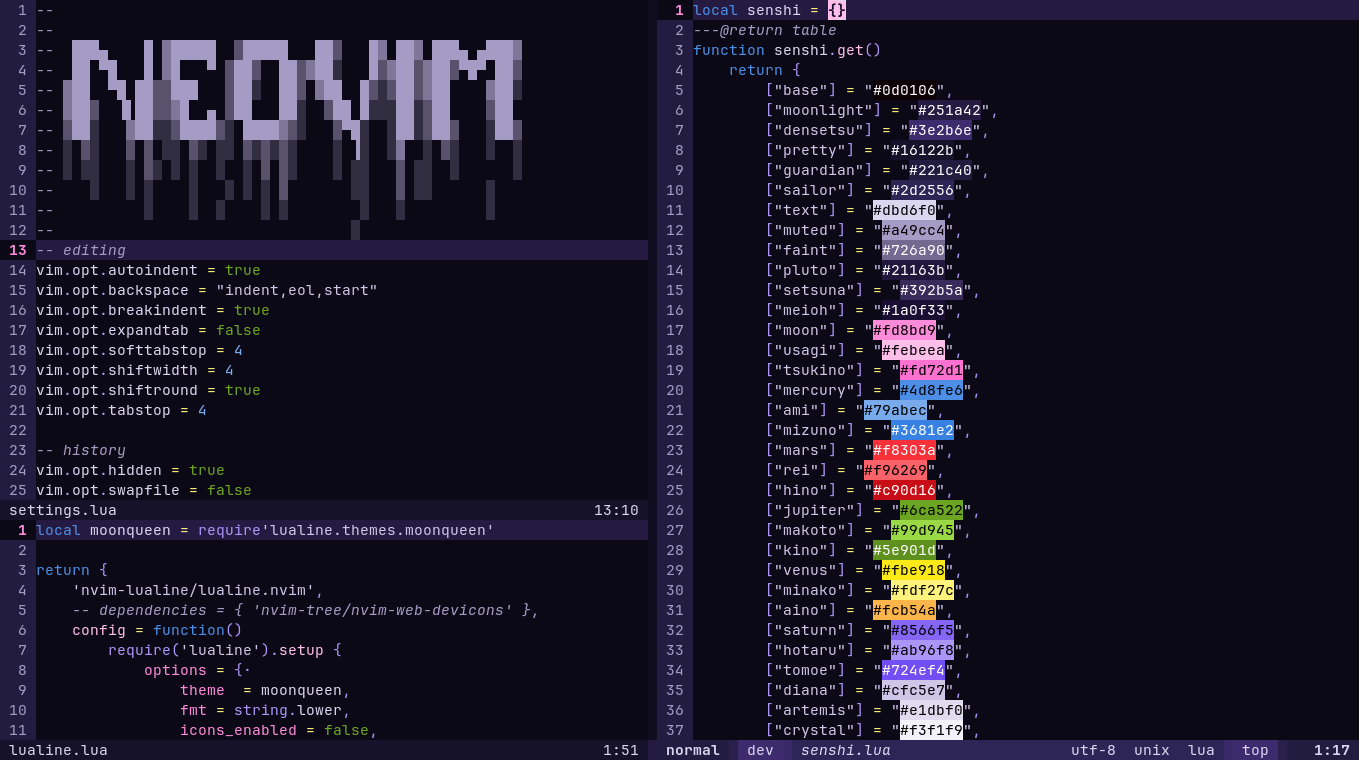 1 --
2 --
3 --
4 --
5 --
6 --
7 --
8 --
9 --
10 --
11 --
12 --
NEOVIM
13 -- editing
14 vim.opt.autoindent = true
15 vim.opt.backspace = "indent,eol,start"
16 vim.opt.breakindent = true
17 vim.opt.expandtab = false
18 vim.opt.softtabstop = 4
19 vim.opt.shiftwidth = 4
20 vim.opt.shiftround = true
21 vim.opt.tabstop = 4
22
23 -- history
24 vim.opt.hidden = true
25 vim.opt.swapfile = false
settings.lua 13:10
1 local moonqueen = require'lualine.themes.moonqueen'
2
3 return {
4     'nvim-lualine/lualine.nvim',
5     -- dependencies = { 'nvim-tree/nvim-web-devicons' },
6     config = function()
7         require('lualine').setup {
8             options = {·
9                 theme  = moonqueen,
10                 fmt = string.lower,
11                 icons_enabled = false,
lualine.lua 1:51
1 local senshi = {}
2 ---@return table
3 function senshi.get()
4     return {
5         ["base"] = "#0d0106",
6         ["moonlight"] = "#251a42",
7         ["densetsu"] = "#3e2b6e",
8         ["pretty"] = "#16122b",
9         ["guardian"] = "#221c40",
10         ["sailor"] = "#2d2556",
11         ["text"] = "#dbd6f0",
12         ["muted"] = "#a49cc4",
13         ["faint"] = "#726a90",
14         ["pluto"] = "#21163b",
15         ["setsuna"] = "#392b5a",
16         ["meioh"] = "#1a0f33",
17         ["moon"] = "#fd8bd9",
18         ["usagi"] = "#febeea",
19         ["tsukino"] = "#fd72d1",
20         ["mercury"] = "#4d8fe6",
21         ["ami"] = "#79abec",
22         ["mizuno"] = "#3681e2",
23         ["mars"] = "#f8303a",
24         ["rei"] = "#f96269",
25         ["hino"] = "#c90d16",
26         ["jupiter"] = "#6ca522",
27         ["makoto"] = "#99d945",
28         ["kino"] = "#5e901d",
29         ["venus"] = "#fbe918",
30         ["minako"] = "#fdf27c",
31         ["aino"] = "#fcb54a",
32         ["saturn"] = "#8566f5",
33         ["hotaru"] = "#ab96f8",
34         ["tomoe"] = "#724ef4",
35         ["diana"] = "#cfc5e7",
36         ["artemis"] = "#e1dbf0",
37         ["crystal"] = "#f3f1f9",
normal dev senshi.lua utf-8 unix lua top 1:17